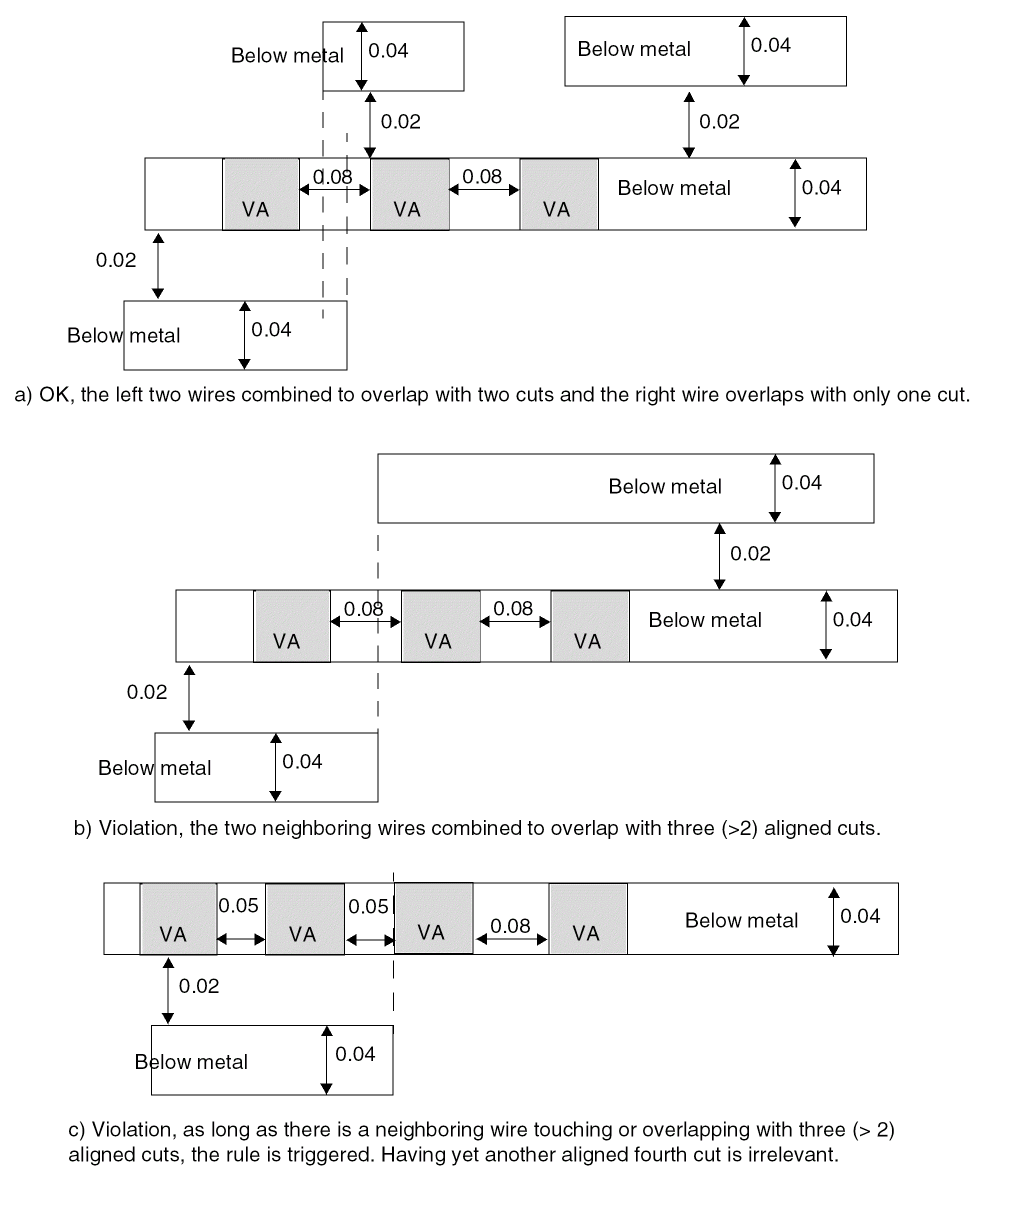 Below metal 0.04
Below metal 0.04
0.02
0.02
0.08
0.08
Below metal 0.04
VA
VA
VA
0.02
Below metal 0.04
a) OK, the left two wires combined to overlap with two cuts and the right wire overlaps with only one cut.
Below metal 0.04
0.02
0.08
0.08
Below metal 0.04
VA
VA
VA
0.02
Below metal 0.04
b) Violation, the two neighboring wires combined to overlap with three (>2) aligned cuts.
0.05
0.05
0.08
Below metal 0.04
VA
VA
VA
VA
0.02
Below metal 0.04
c) Violation, as long as there is a neighboring wire touching or overlapping with three (> 2)
aligned cuts, the rule is triggered. Having yet another aligned fourth cut is irrelevant.